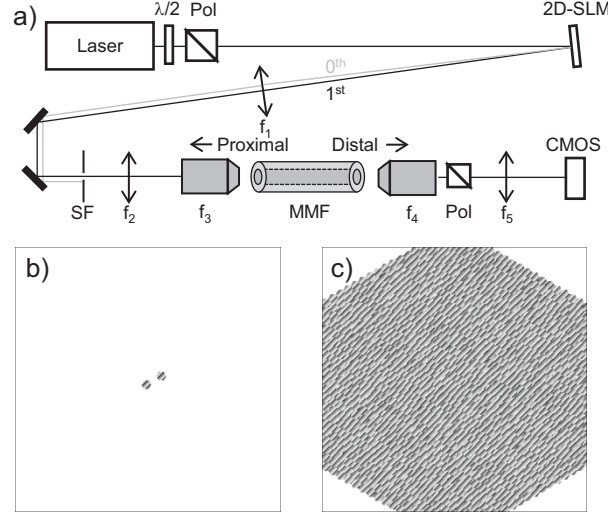 a)
λ/2 Pol
2D-SLM
Laser
0th
1st
f1
Proximal
Distal
CMOS
SF
f2
f3
MMF
f4
Pol
f5
b)
c)